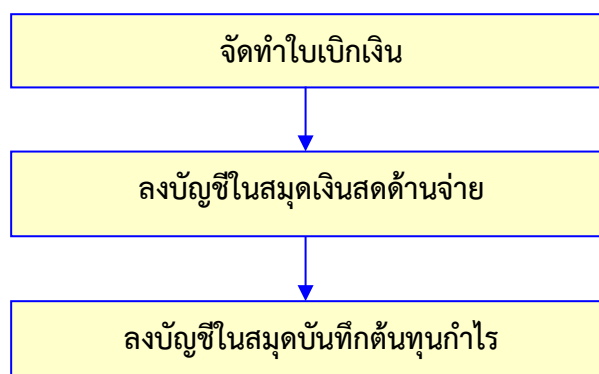 จัดทำใบเบิกเงิน
ลงบัญชีในสมุดเงินสดด้านจ่าย
ลงบัญชีในสมุดบันทึกต้นทุนกำไร